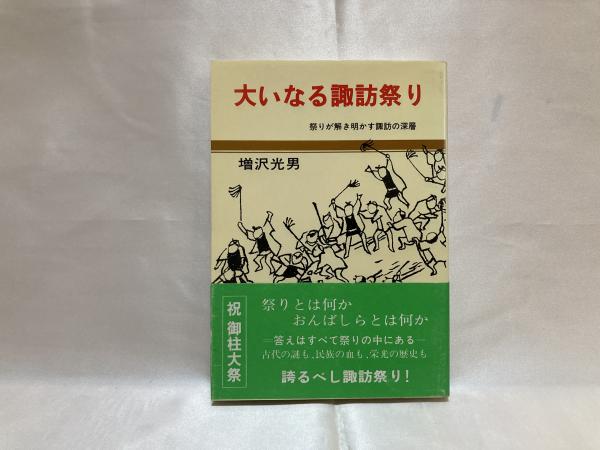 大いなる諏訪祭り
祭りが解き明かす諏訪の深層
増沢光男
祝 御柱大祭
祭りとは何か
おんばしらとは何か
―答えはすべて祭りの中にある―
古代の謎も、民族の血も、栄光の歴史も
誇るべし諏訪祭り!